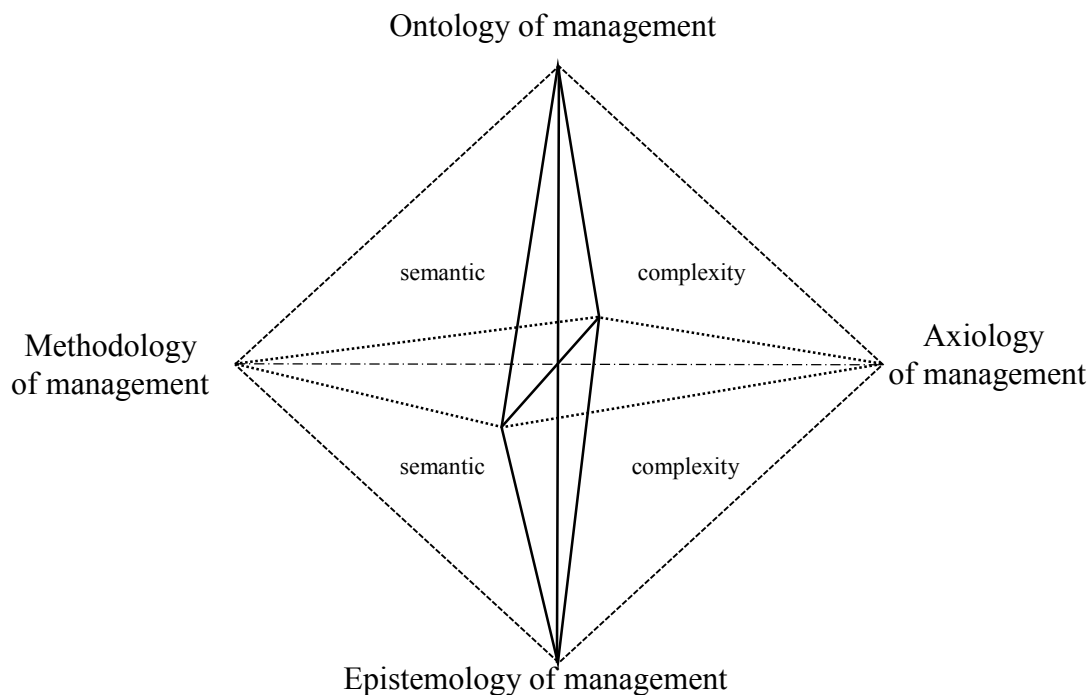 Ontology of management
semantic
complexity
Methodology
of management
Axiology
of management
semantic
complexity
Epistemology of management